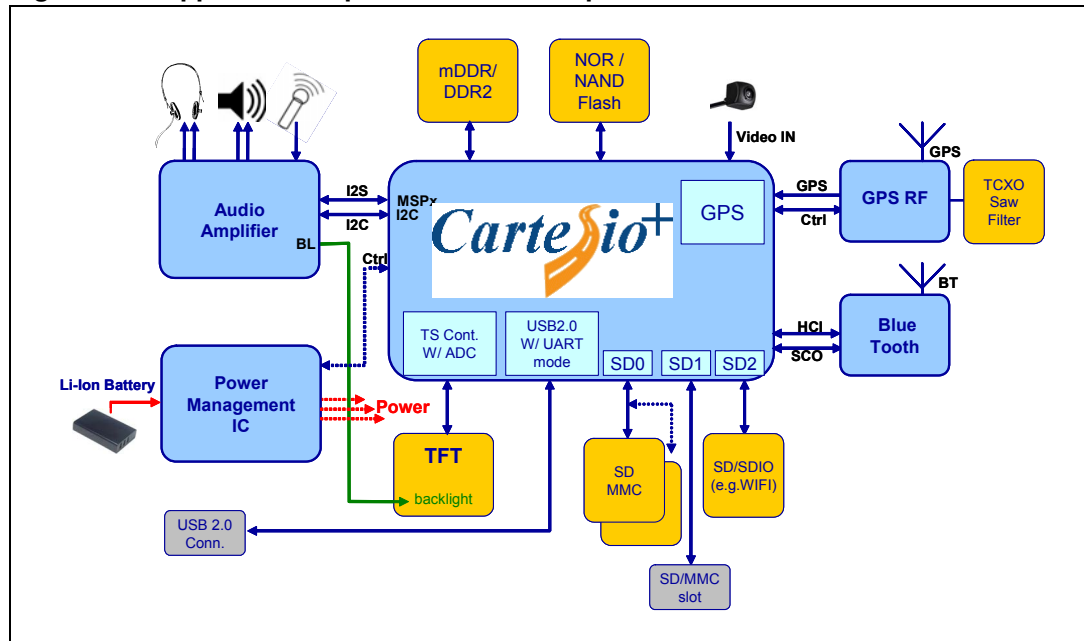 mDDR/
DDR2
NOR /
NAND
Flash
Video IN
GPS
I2S
I2C
MSPx
I2C
Audio
Amplifier
BL
Ctrl
Cartesio+
GPS
GPS
Ctrl
GPS RF
TCXO
Saw
Filter
BT
HCI
SCO
Blue
Tooth
TS Cont.
W/ ADC
USB2.0
W/ UART
mode
SD0
SD1
SD2
Li-Ion Battery
Power
Management
IC
Power
TFT
backlight
SD
MMC
SD/SDIO
(e.g.WIFI)
USB 2.0
Conn.
SD/MMC
slot